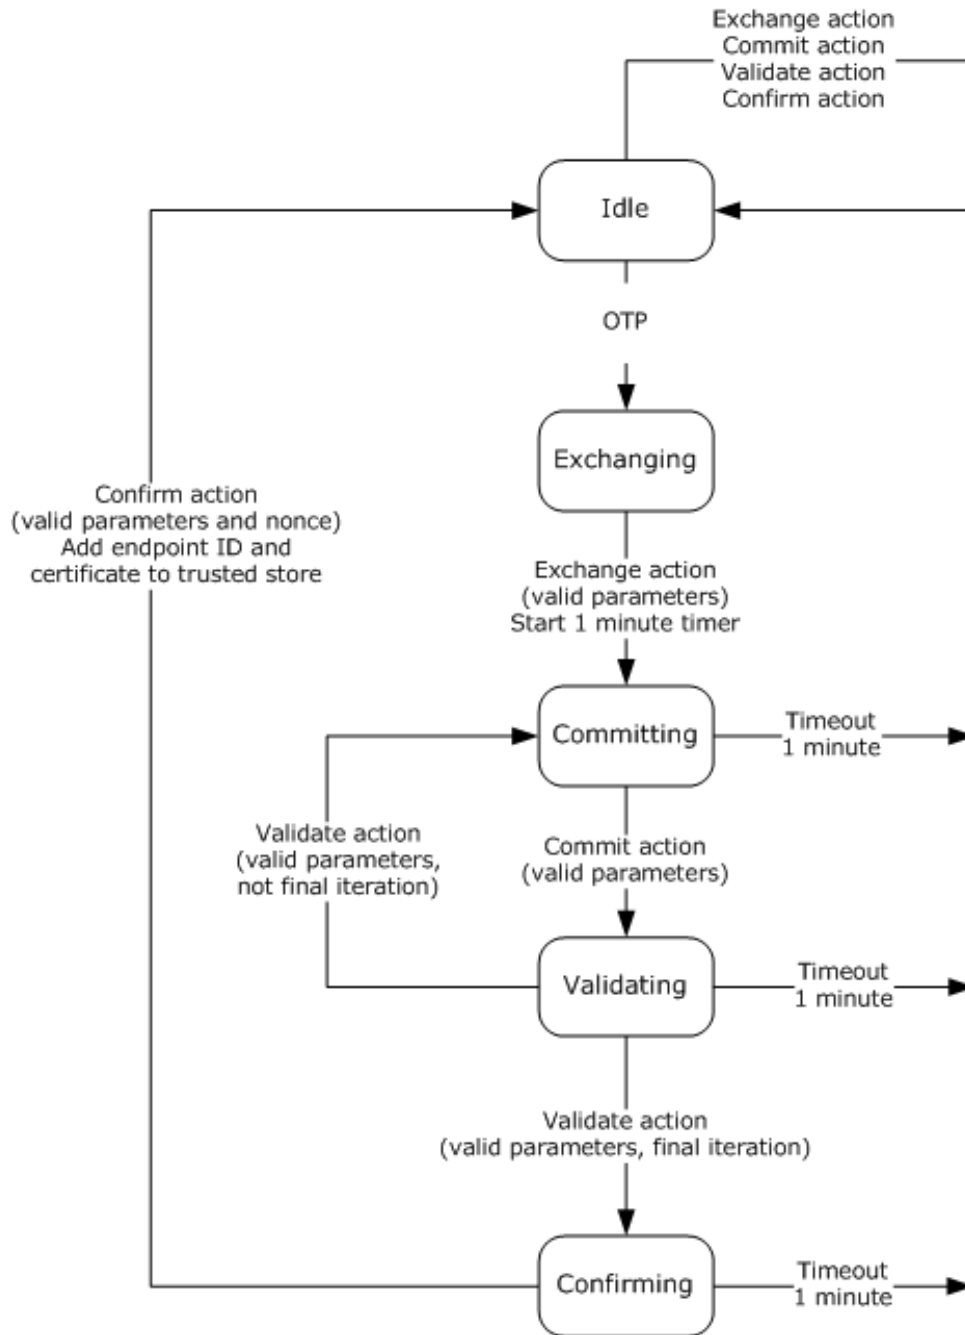 Exchange action
Commit action
Validate action
Confirm action
Idle
OTP
Exchanging
Confirm action
(valid parameters and nonce)
Add endpoint ID and
certificate to trusted store
Exchange action
(valid parameters)
Start 1 minute timer
Committing
Timeout
1 minute
Validate action
(valid parameters,
not final iteration)
Commit action
(valid parameters)
Validating
Timeout
1 minute
Validate action
(valid parameters, final iteration)
Confirming
Timeout
1 minute